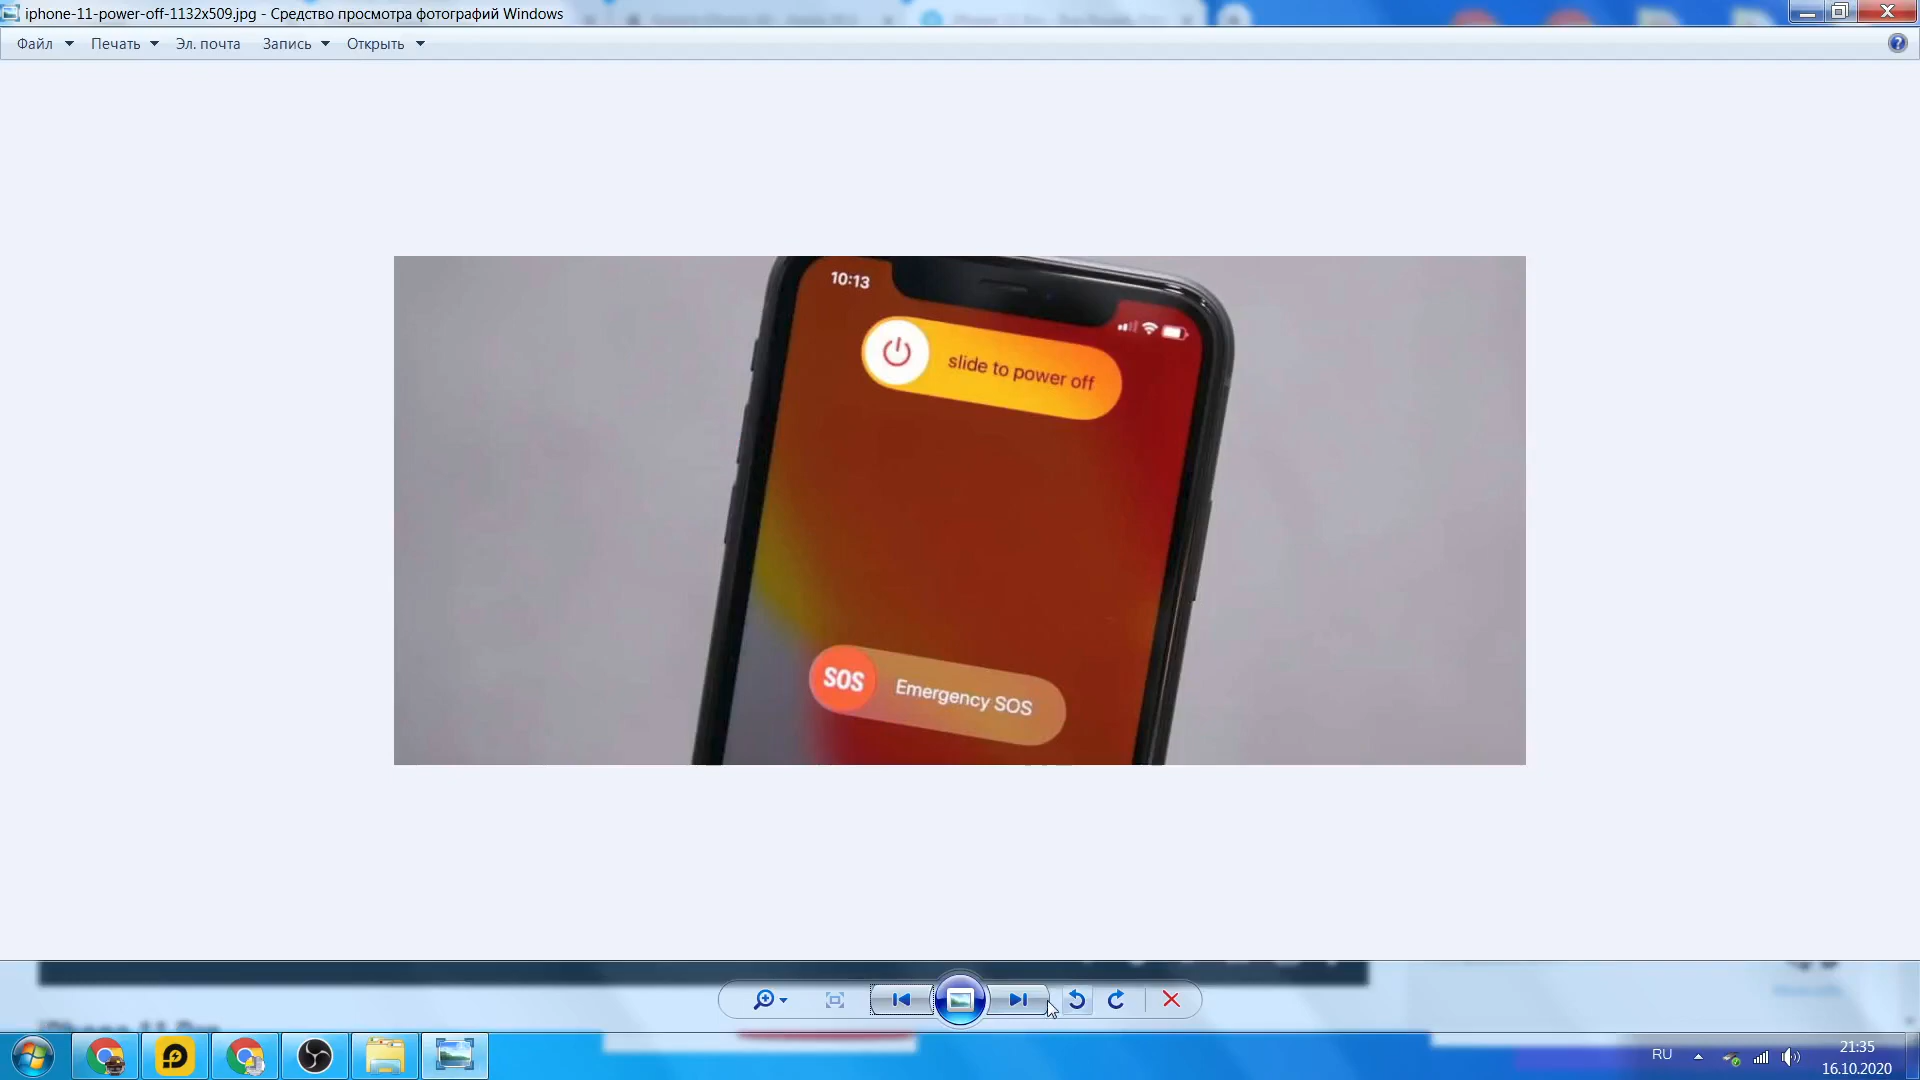 iphone-11-power-off-1132x509.jpg - Средство просмотра фотографий Windows
Файл Печать Эл. почта Запись Открыть
10:13
slide to power off
SOS Emergency SOS
RU
21:35
16.10.2020